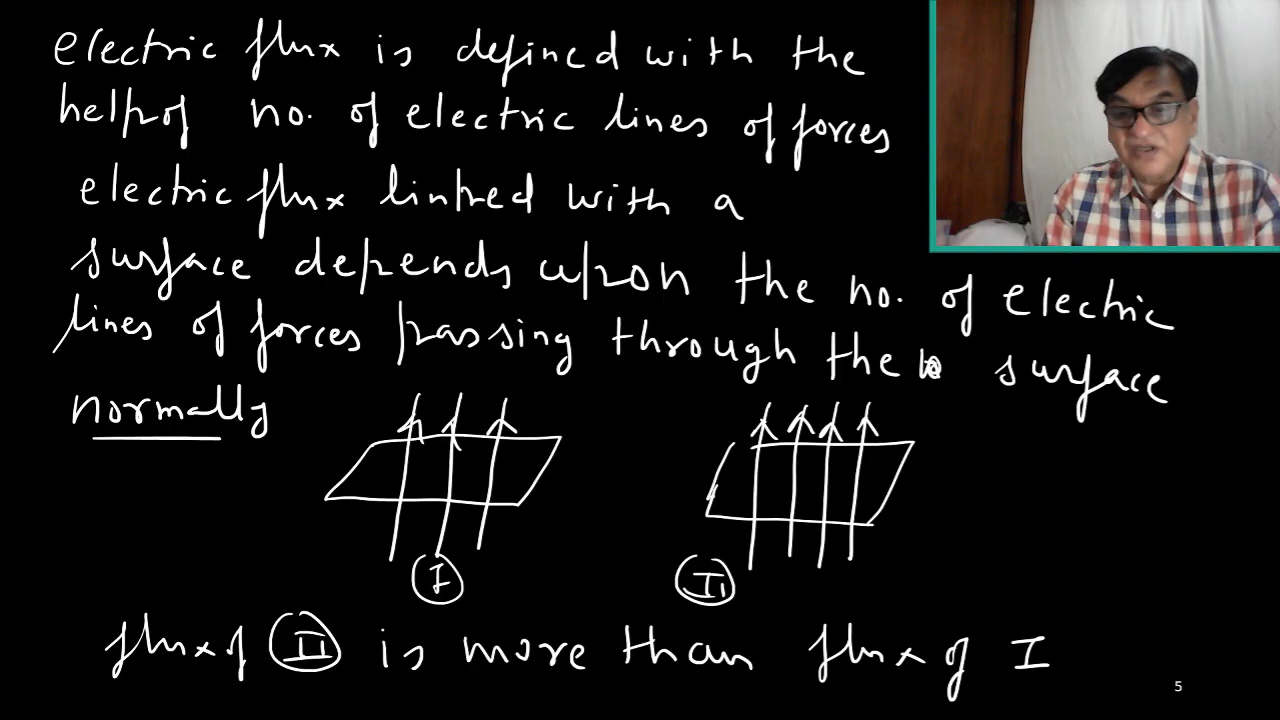 electric flux is defined with the
help of no. of electric lines of forces
electric flux linked with a
surface depends upon the no. of electric
lines of forces passing through the surface
normally
I
II
flux of II is more than flux of I
5